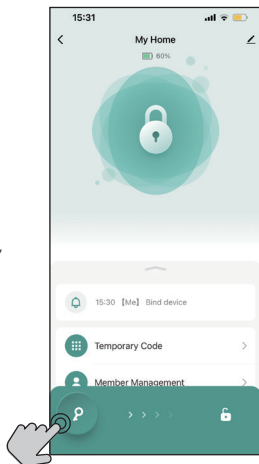 15:31
My Home
60%
15:30 【Me】 Bind device
Temporary Code
Member Management